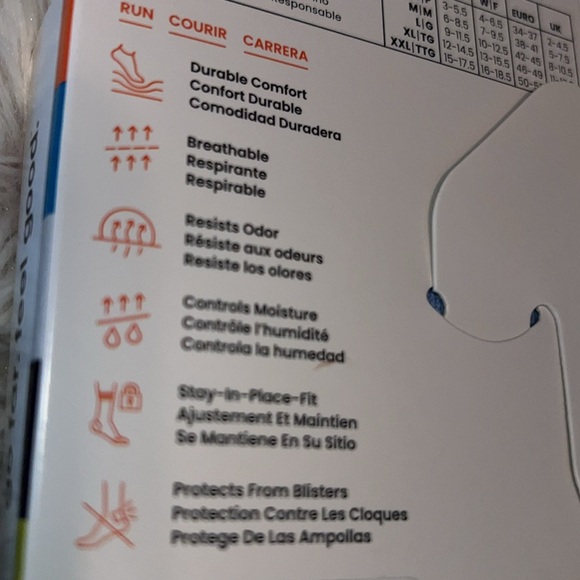 RUN COURIR CARRERA
Durable Comfort
Confort Durable
Comodidad Duradera
Breathable
Respirante
Respirable
Resists Odor
Résiste aux odeurs
Resiste los olores
Controls Moisture
Contrôle l'humidité
Controla la humedad
Stay-In-Place-Fit
Ajustement Et Maintien
Se Mantiene En Su Sitio
Protects From Blisters
Protection Contre Les Cloques
Protege De Las Ampollas
esponsable
W|F EURO UK
M|M 3-5.5 4-6.5 34-37 2-4.5
L|G 6-8.5 7-9.5 38-41 5-7.5
XL|TG 9-11.5 10-12.5 42-45 8-10.5
XXL|TTG 12-14.5 13-15.5 46-49
15-17.5 16-18.5
feel good.